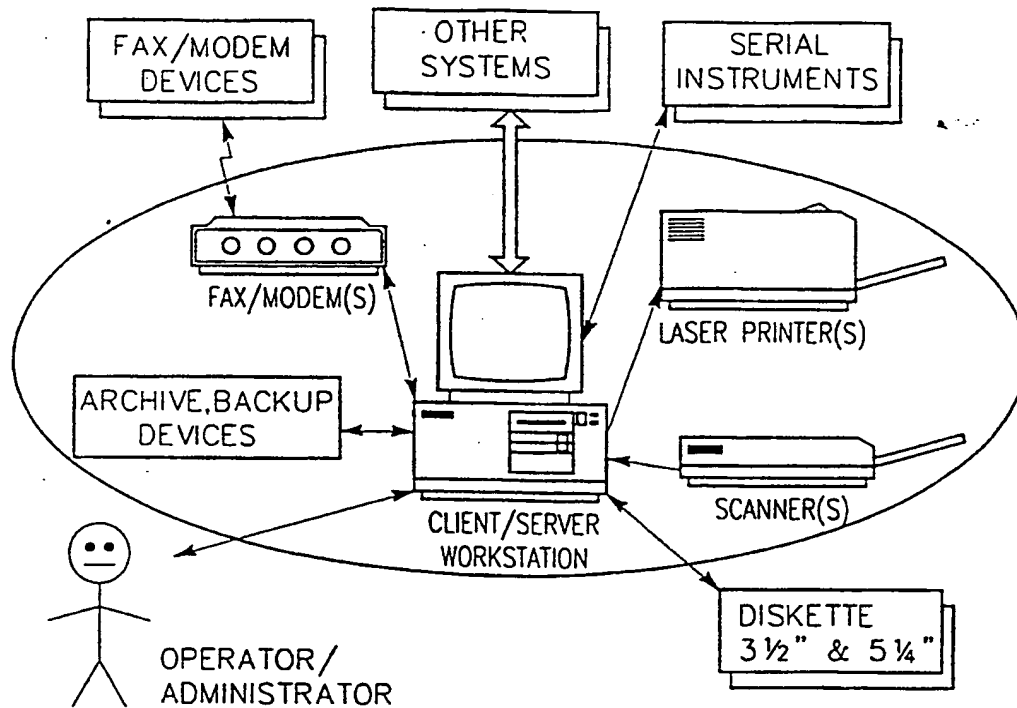 FAX/MODEM
DEVICES
OTHER
SYSTEMS
SERIAL
INSTRUMENTS
FAX/MODEM(S)
LASER PRINTER(S)
ARCHIVE,BACKUP
DEVICES
CLIENT/SERVER
WORKSTATION
SCANNER(S)
OPERATOR/
ADMINISTRATOR
DISKETTE
3½" & 5¼"